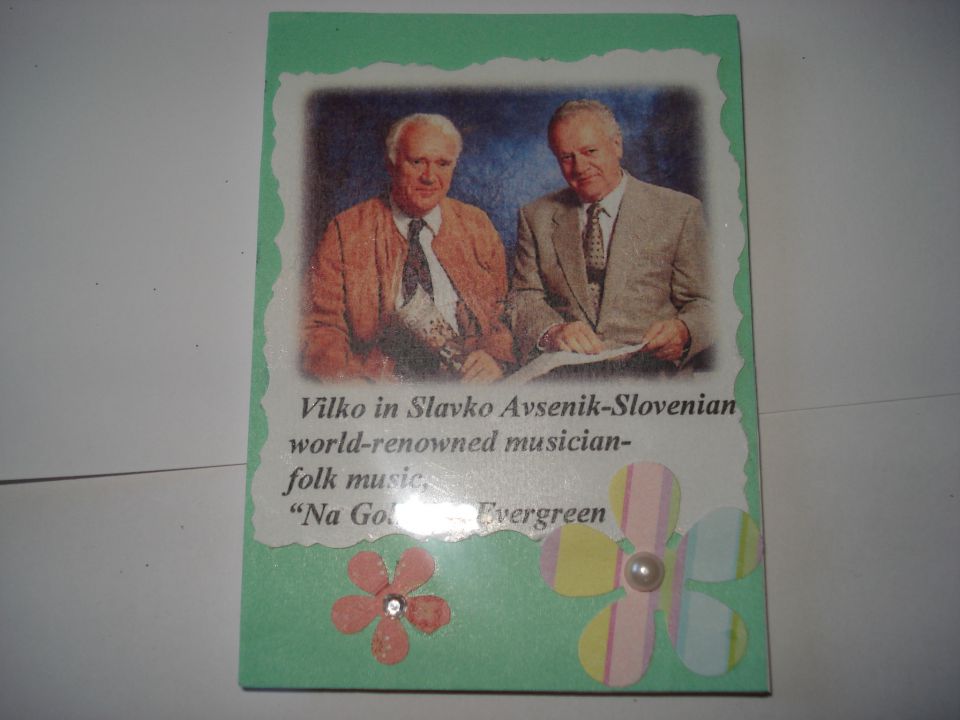 Vilko in Slavko Avsenik-Slovenian
world-renowned musician-
folk music,
“Na Evergreen